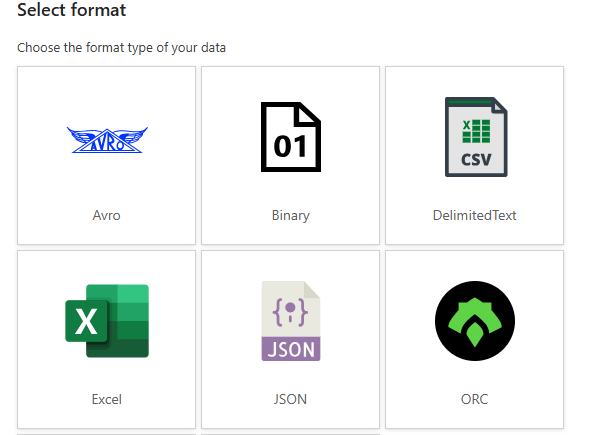 Select format
Choose the format type of your data
AVRO
01
X
CSV
Avro
Binary
DelimitedText
X
{ }
JSON
Excel
JSON
ORC